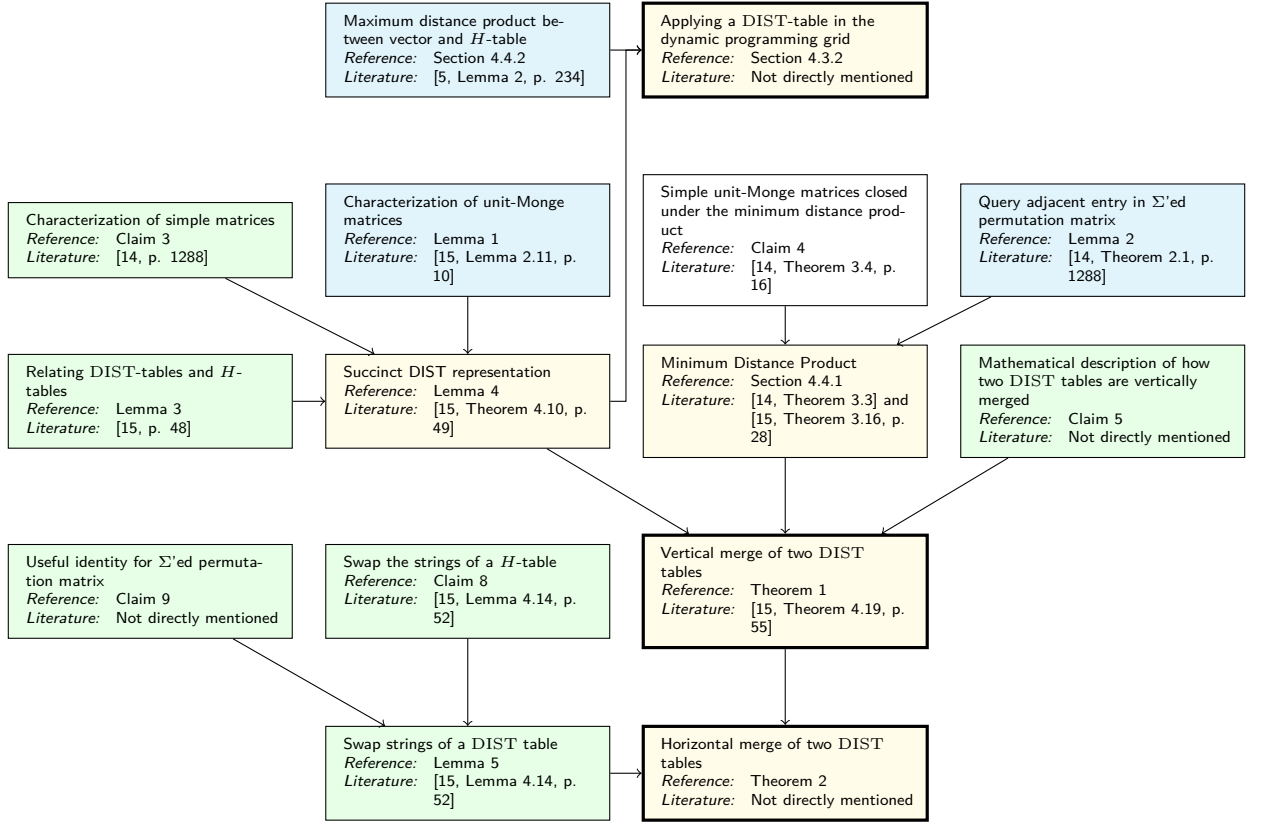 Maximum distance product be-
tween vector and H-table
Reference: Section 4.4.2
Literature: [5, Lemma 2, p. 234]
Applying a DIST-table in the
dynamic programming grid
Reference: Section 4.3.2
Literature: Not directly mentioned
Characterization of simple matrices
Reference: Claim 3
Literature: [14, p. 1288]
Characterization of unit-Monge
matrices
Reference: Lemma 1
Literature: [15, Lemma 2.11, p.
10]
Simple unit-Monge matrices closed
under the minimum distance prod-
uct
Reference: Claim 4
Literature: [14, Theorem 3.4, p.
16]
Query adjacent entry in Σ'ed
permutation matrix
Reference: Lemma 2
Literature: [14, Theorem 2.1, p.
1288]
Relating DIST-tables and H-
tables
Reference: Lemma 3
Literature: [15, p. 48]
Succinct DIST representation
Reference: Lemma 4
Literature: [15, Theorem 4.10, p.
49]
Minimum Distance Product
Reference: Section 4.4.1
Literature: [14, Theorem 3.3] and
[15, Theorem 3.16, p.
28]
Mathematical description of how
two DIST tables are vertically
merged
Reference: Claim 5
Literature: Not directly mentioned
Useful identity for Σ'ed permuta-
tion matrix
Reference: Claim 9
Literature: Not directly mentioned
Swap the strings of a H-table
Reference: Claim 8
Literature: [15, Lemma 4.14, p.
52]
Vertical merge of two DIST
tables
Reference: Theorem 1
Literature: [15, Theorem 4.19, p.
55]
Swap strings of a DIST table
Reference: Lemma 5
Literature: [15, Lemma 4.14, p.
52]
Horizontal merge of two DIST
tables
Reference: Theorem 2
Literature: Not directly mentioned